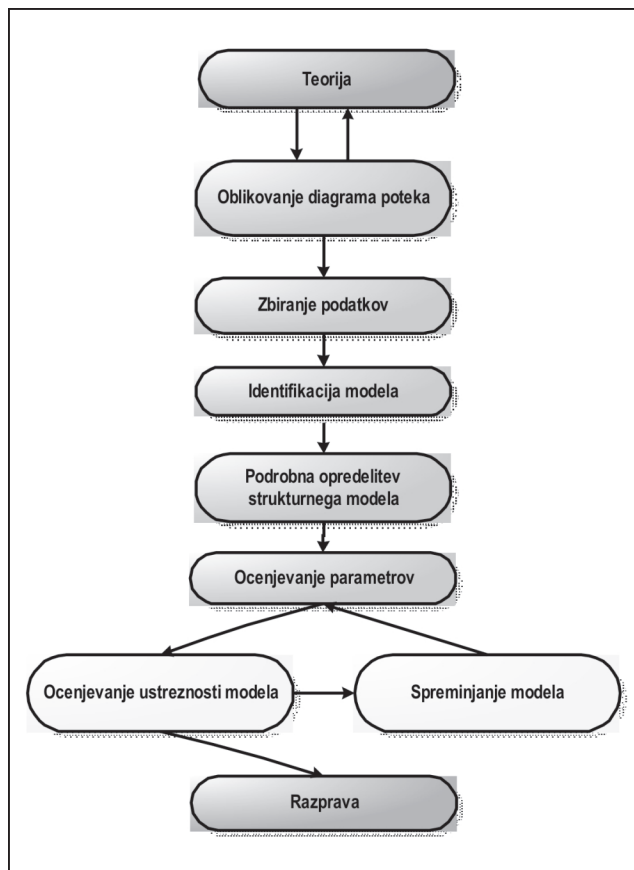 Teorija
Oblikovanje diagrama poteka
Zbiranje podatkov
Identifikacija modela
Podrobna opredelitev
strukturnega modela
Ocenjevanje parametrov
Ocenjevanje ustreznosti modela
Spreminjanje modela
Razprava